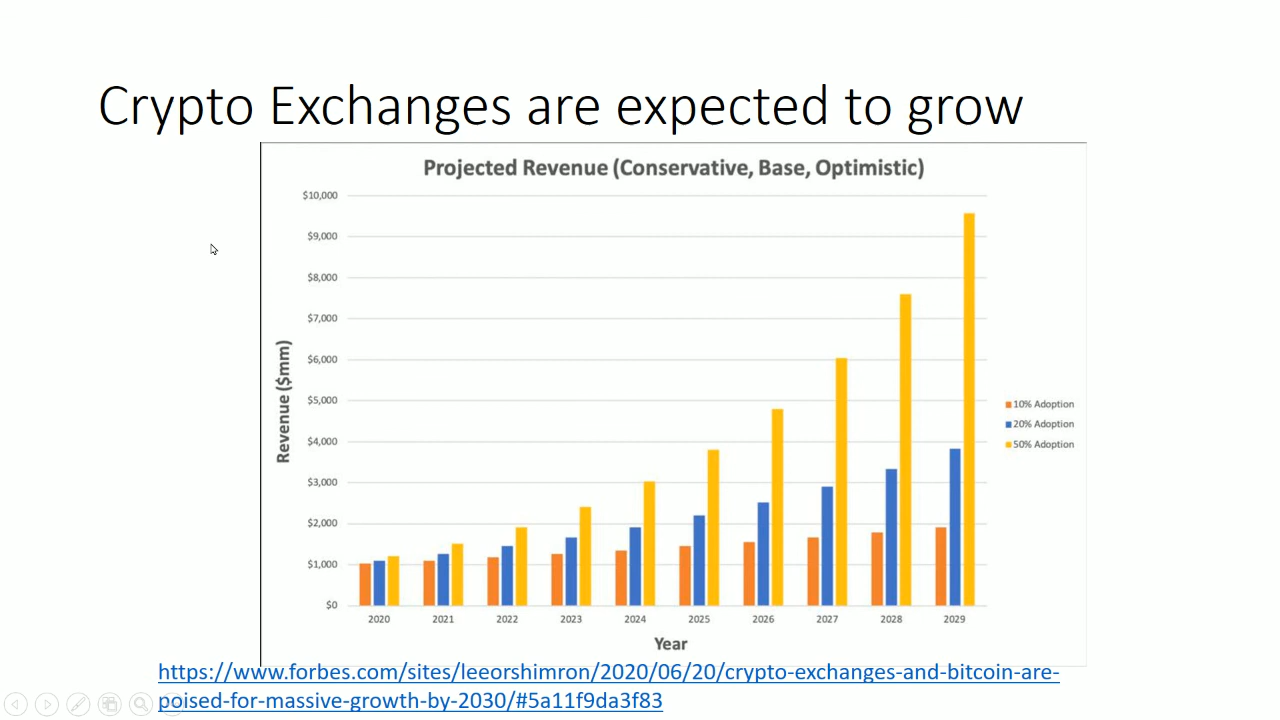 Crypto Exchanges are expected to grow
Projected Revenue (Conservative, Base, Optimistic)
$10,000
$9,000
$8,000
$7,000
$6,000
$5,000
$4,000
$3,000
$2,000
$1,000
$0
Revenue ($mm)
10% Adoption
20% Adoption
50% Adoption
2020 2021 2022 2023 2024 2025 2026 2027 2028 2029
Year
https://www.forbes.com/sites/leeorshimron/2020/06/20/crypto-exchanges-and-bitcoin-are-
poised-for-massive-growth-by-2030/#5a11f9da3f83